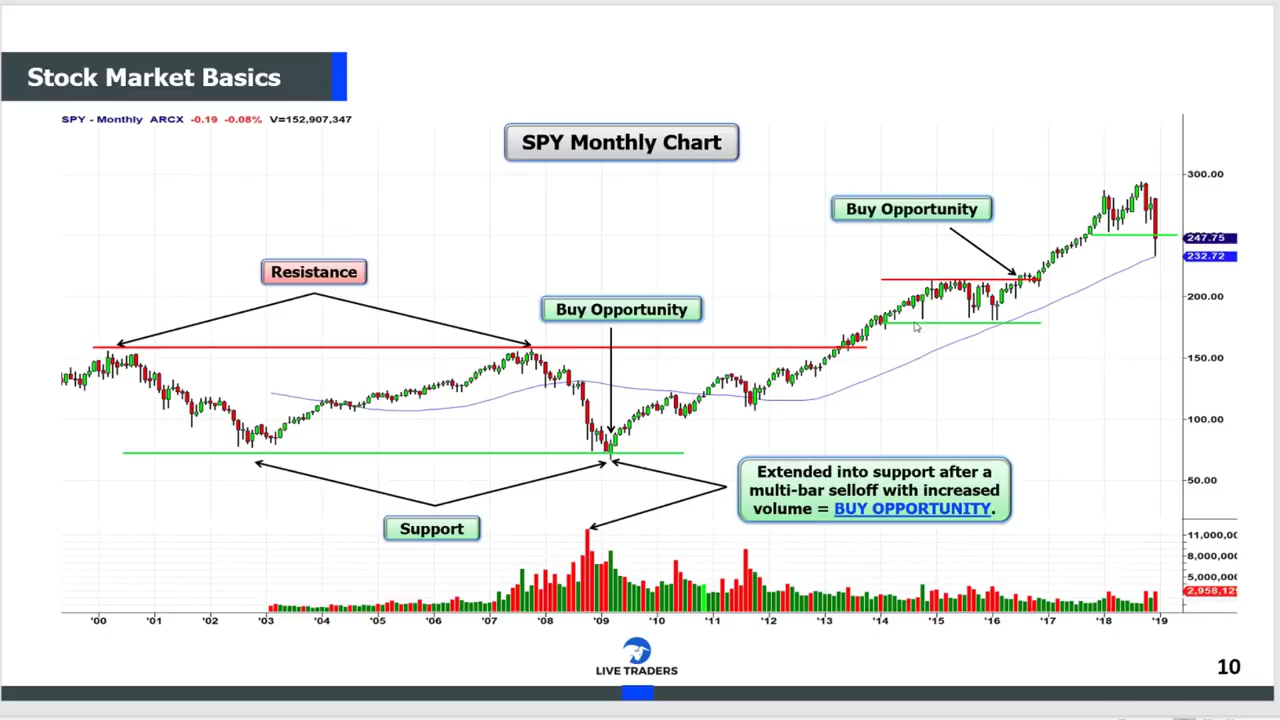 Stock Market Basics
SPY - Monthly ARCX -0.19 -0.08% V=152,907,347
SPY Monthly Chart
300.00
Buy Opportunity
247.75
232.72
Resistance
Buy Opportunity
200.00
150.00
100.00
Extended into support after a
multi-bar selloff with increased
volume = BUY OPPORTUNITY.
50.00
Support
11,000,00
8,000,000
5,000,000
2,958,12
'00 '01 '02 '03 '04 '05 '06 '07 '08 '09 '10 '11 '12 '13 '14 '15 '16 '17 '18 '19
LIVE TRADERS
10